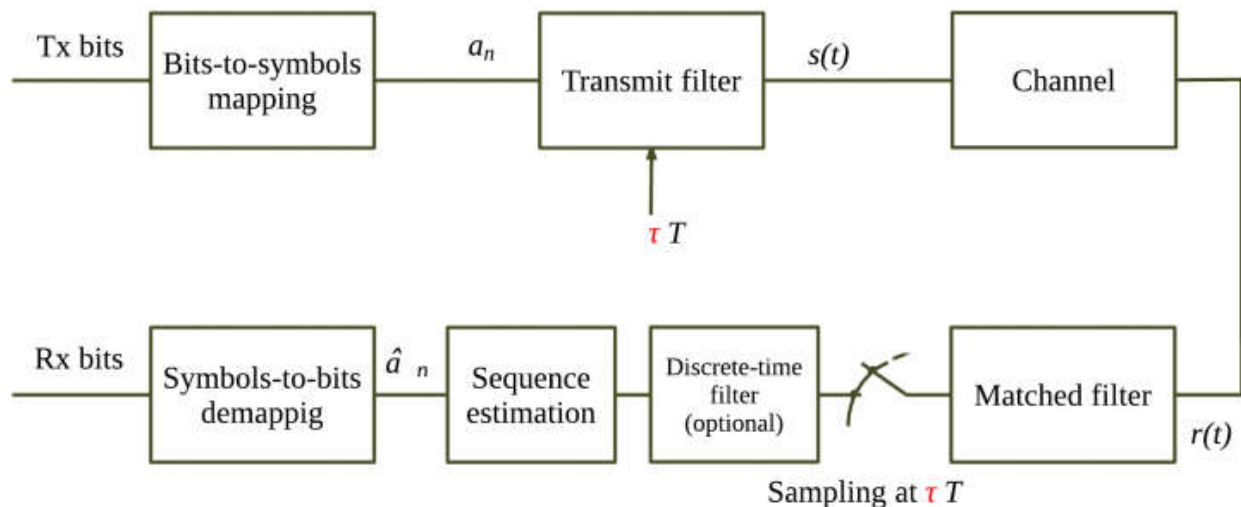 Tx bits
Bits-to-symbols
mapping
aₙ
Transmit filter
s(t)
Channel
τ T
Rx bits
Symbols-to-bits
demappig
â n
Sequence
estimation
Discrete-time
filter
(optional)
Matched filter
r(t)
Sampling at τ T